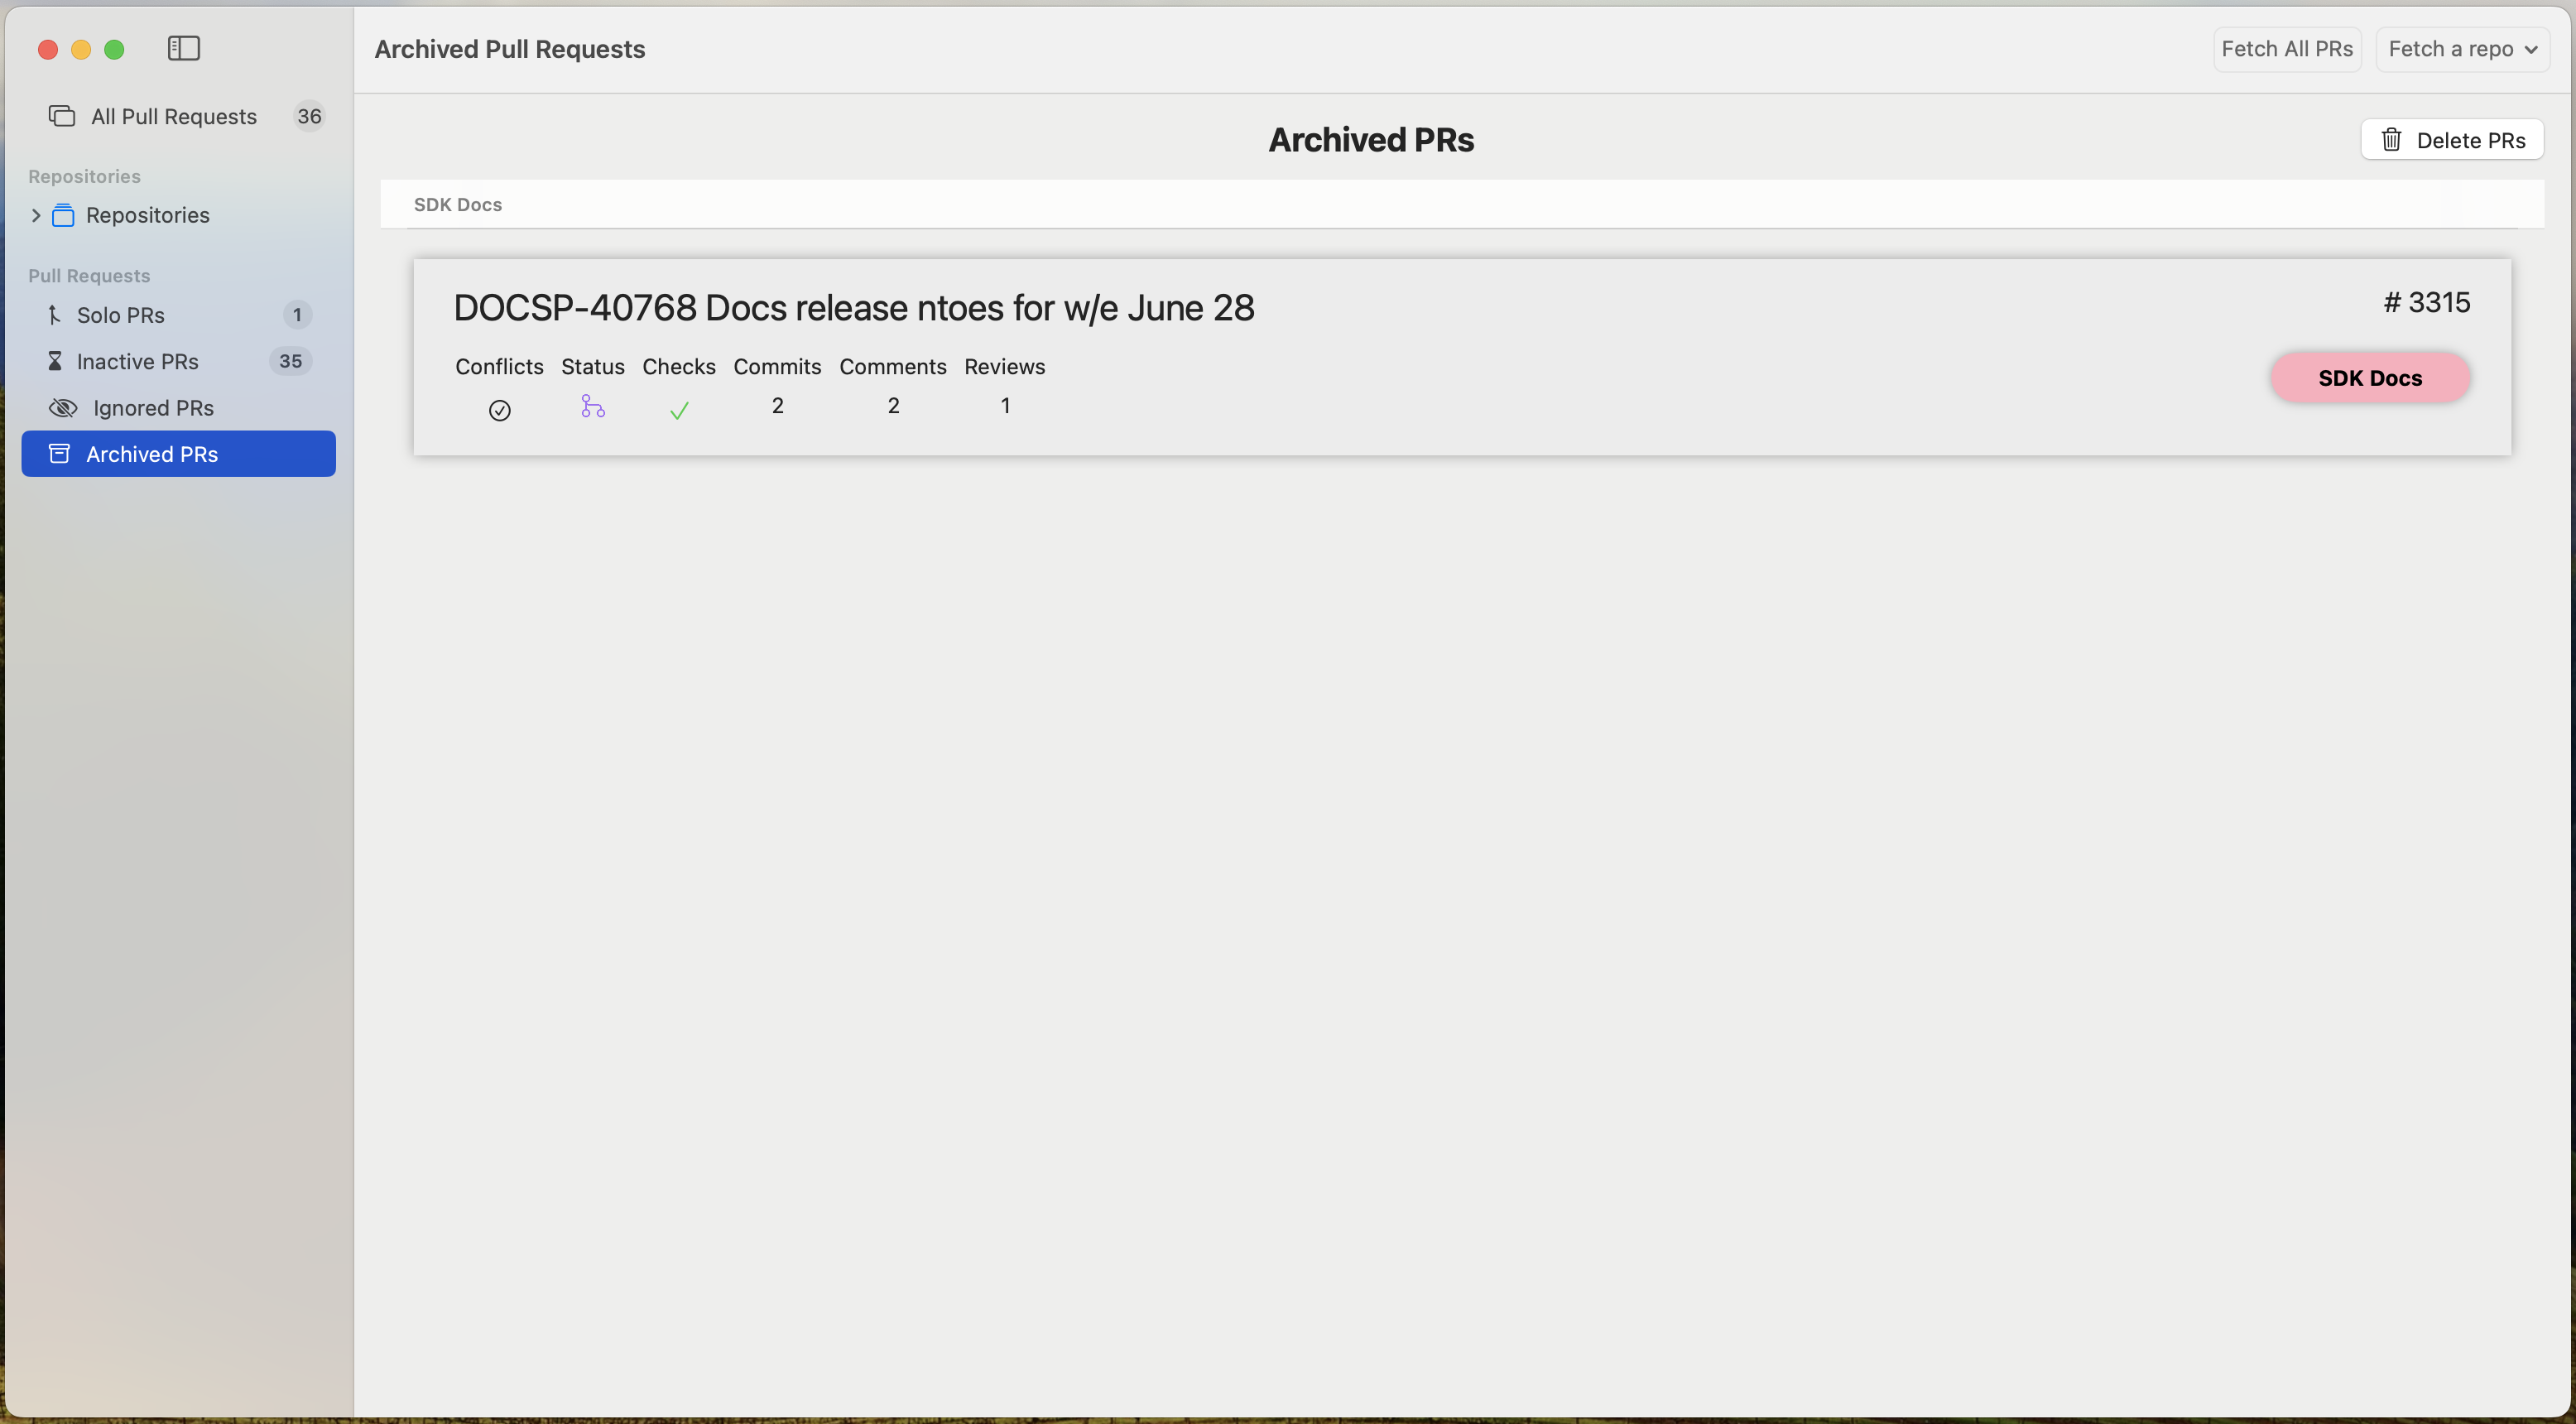 Archived Pull Requests
Fetch All PRs
Fetch a repo
All Pull Requests 36
Repositories
Repositories
Pull Requests
Solo PRs 1
Inactive PRs 35
Ignored PRs
Archived PRs
Archived PRs
Delete PRs
SDK Docs
DOCSP-40768 Docs release ntoes for w/e June 28
# 3315
Conflicts Status Checks Commits Comments Reviews
2 2 1
SDK Docs